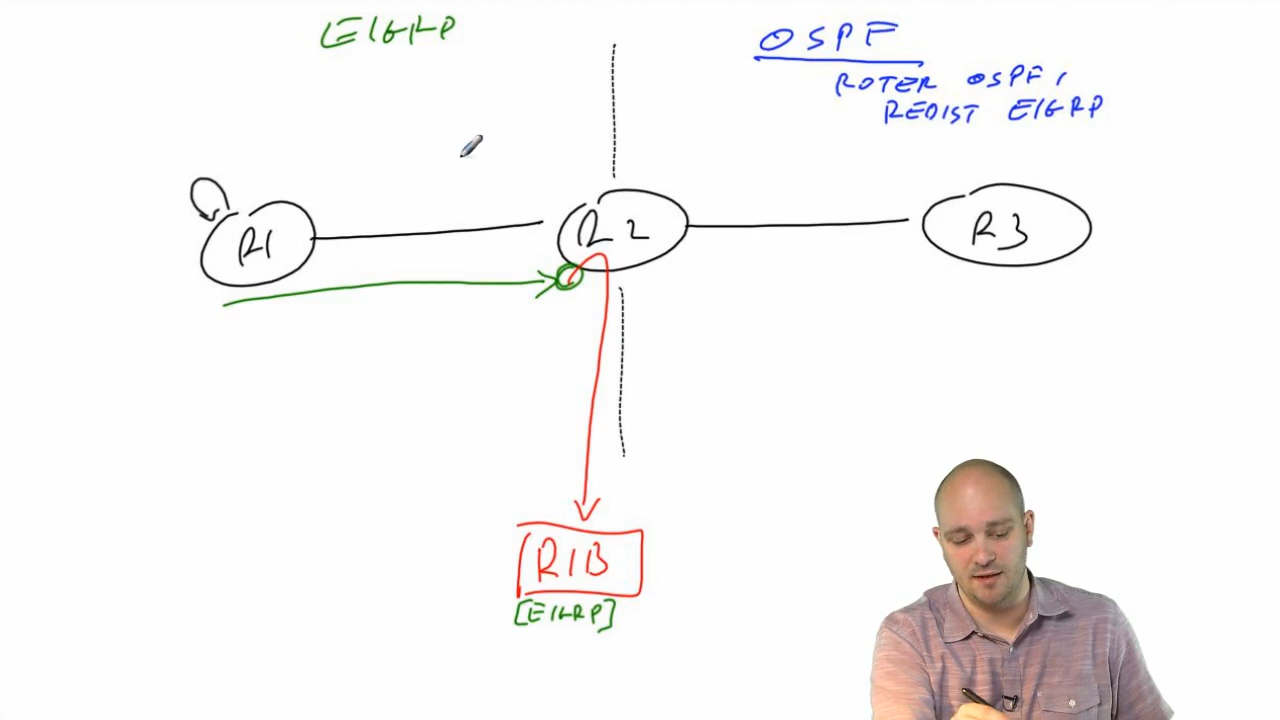 EIGRP
OSPF
ROTER OSPF 1
REDIST EIGRP
R1
R2
R3
RIB
[EIGRP]